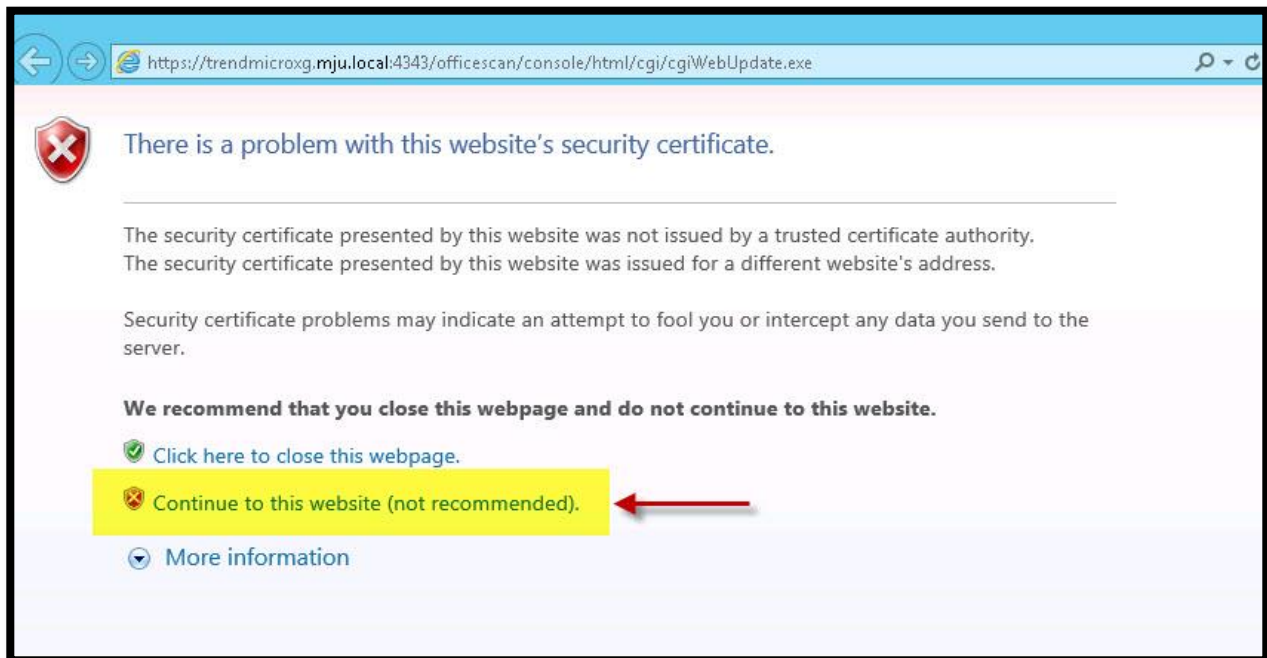 https://trendmicroxg.mju.local:4343/officescan/console/html/cgi/cgiWebUpdate.exe
There is a problem with this website's security certificate.
The security certificate presented by this website was not issued by a trusted certificate authority.
The security certificate presented by this website was issued for a different website's address.
Security certificate problems may indicate an attempt to fool you or intercept any data you send to the
server.
We recommend that you close this webpage and do not continue to this website.
Click here to close this webpage.
Continue to this website (not recommended).
More information